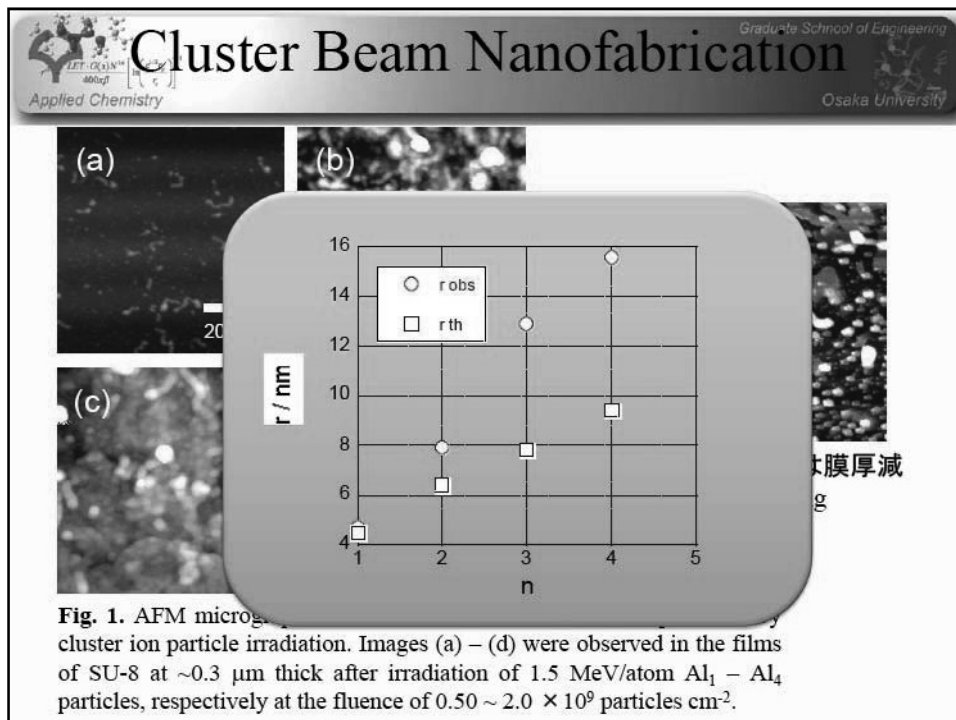 Graduate School of Engineering
Cluster Beam Nanofabrication
Applied Chemistry
Osaka University
(a)
(b)
20
(c)
16
14
12
10
8
6
4
r obs
r th
r / nm
1 2 3 4 5
n
は膜厚減
g
Fig. 1. AFM
cluster ion particle irradiation. Images (a) – (d) were observed in the films
of SU-8 at ~0.3 μm thick after irradiation of 1.5 MeV/atom Al₁ – Al₄
particles, respectively at the fluence of 0.50 ~ 2.0 × 10⁹ particles cm⁻².